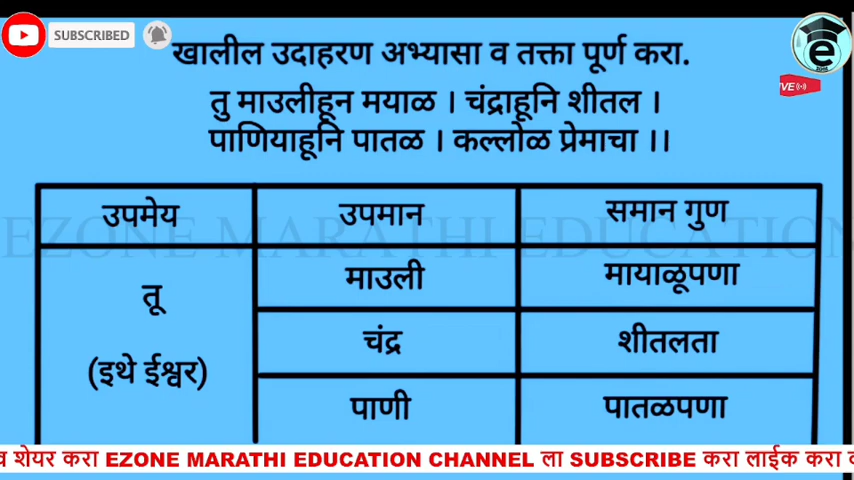 SUBSCRIBED
खालील उदाहरण अभ्यासा व तक्ता पूर्ण करा.
IVE
तु माउलीहून मयाळ । चंद्राहूनि शीतल ।
पाणियाहूनि पातळ । कल्लोळ प्रेमाचा ।।
उपमेय उपमान समान गुण
EZONE MARATHI EDUCATION
माउली मायाळूपणा
तू
चंद्र शीतलता
(इथे ईश्वर)
पाणी पातळपणा
व शेयर करा EZONE MARATHI EDUCATION CHANNEL ला SUBSCRIBE करा लाईक करा